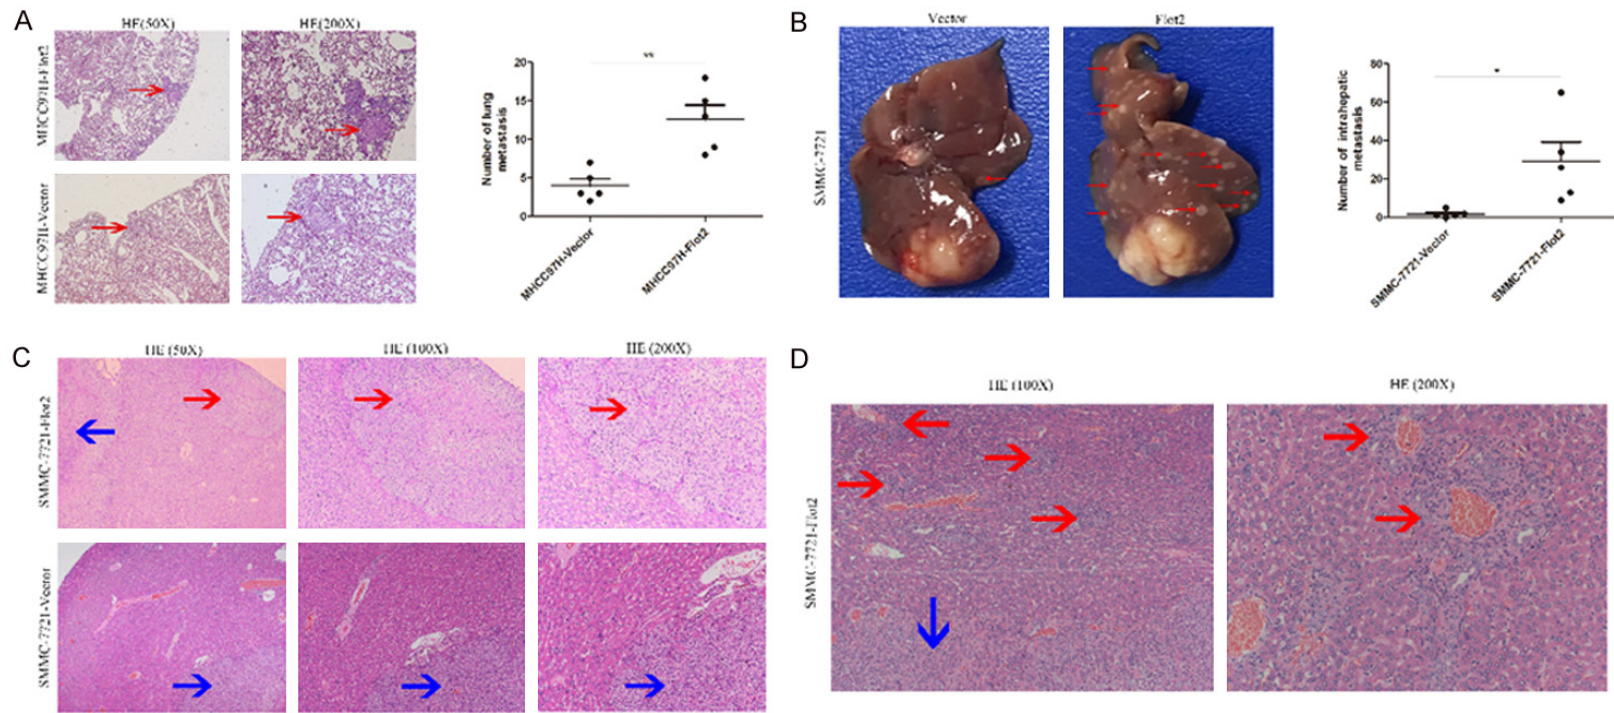 A
HE(50X)
HE(200X)
MHCC97H-Flot2
MHCC97H-Vector
Number of lung
metastasis
20
15
10
5
0
**
MHCC97H-Vector
MHCC97H-Flot2
B
Vector
Flot2
SMMC-7721
Number of intrahepatic
metastasis
80
60
40
20
0
*
SMMC-7721-Vector
SMMC-7721-Flot2
C
HE (50X)
HE (100X)
HE (200X)
SMMC-7721-Flot2
SMMC-7721-Vector
D
HE (100X)
HE (200X)
SMMC-7721-Flot2